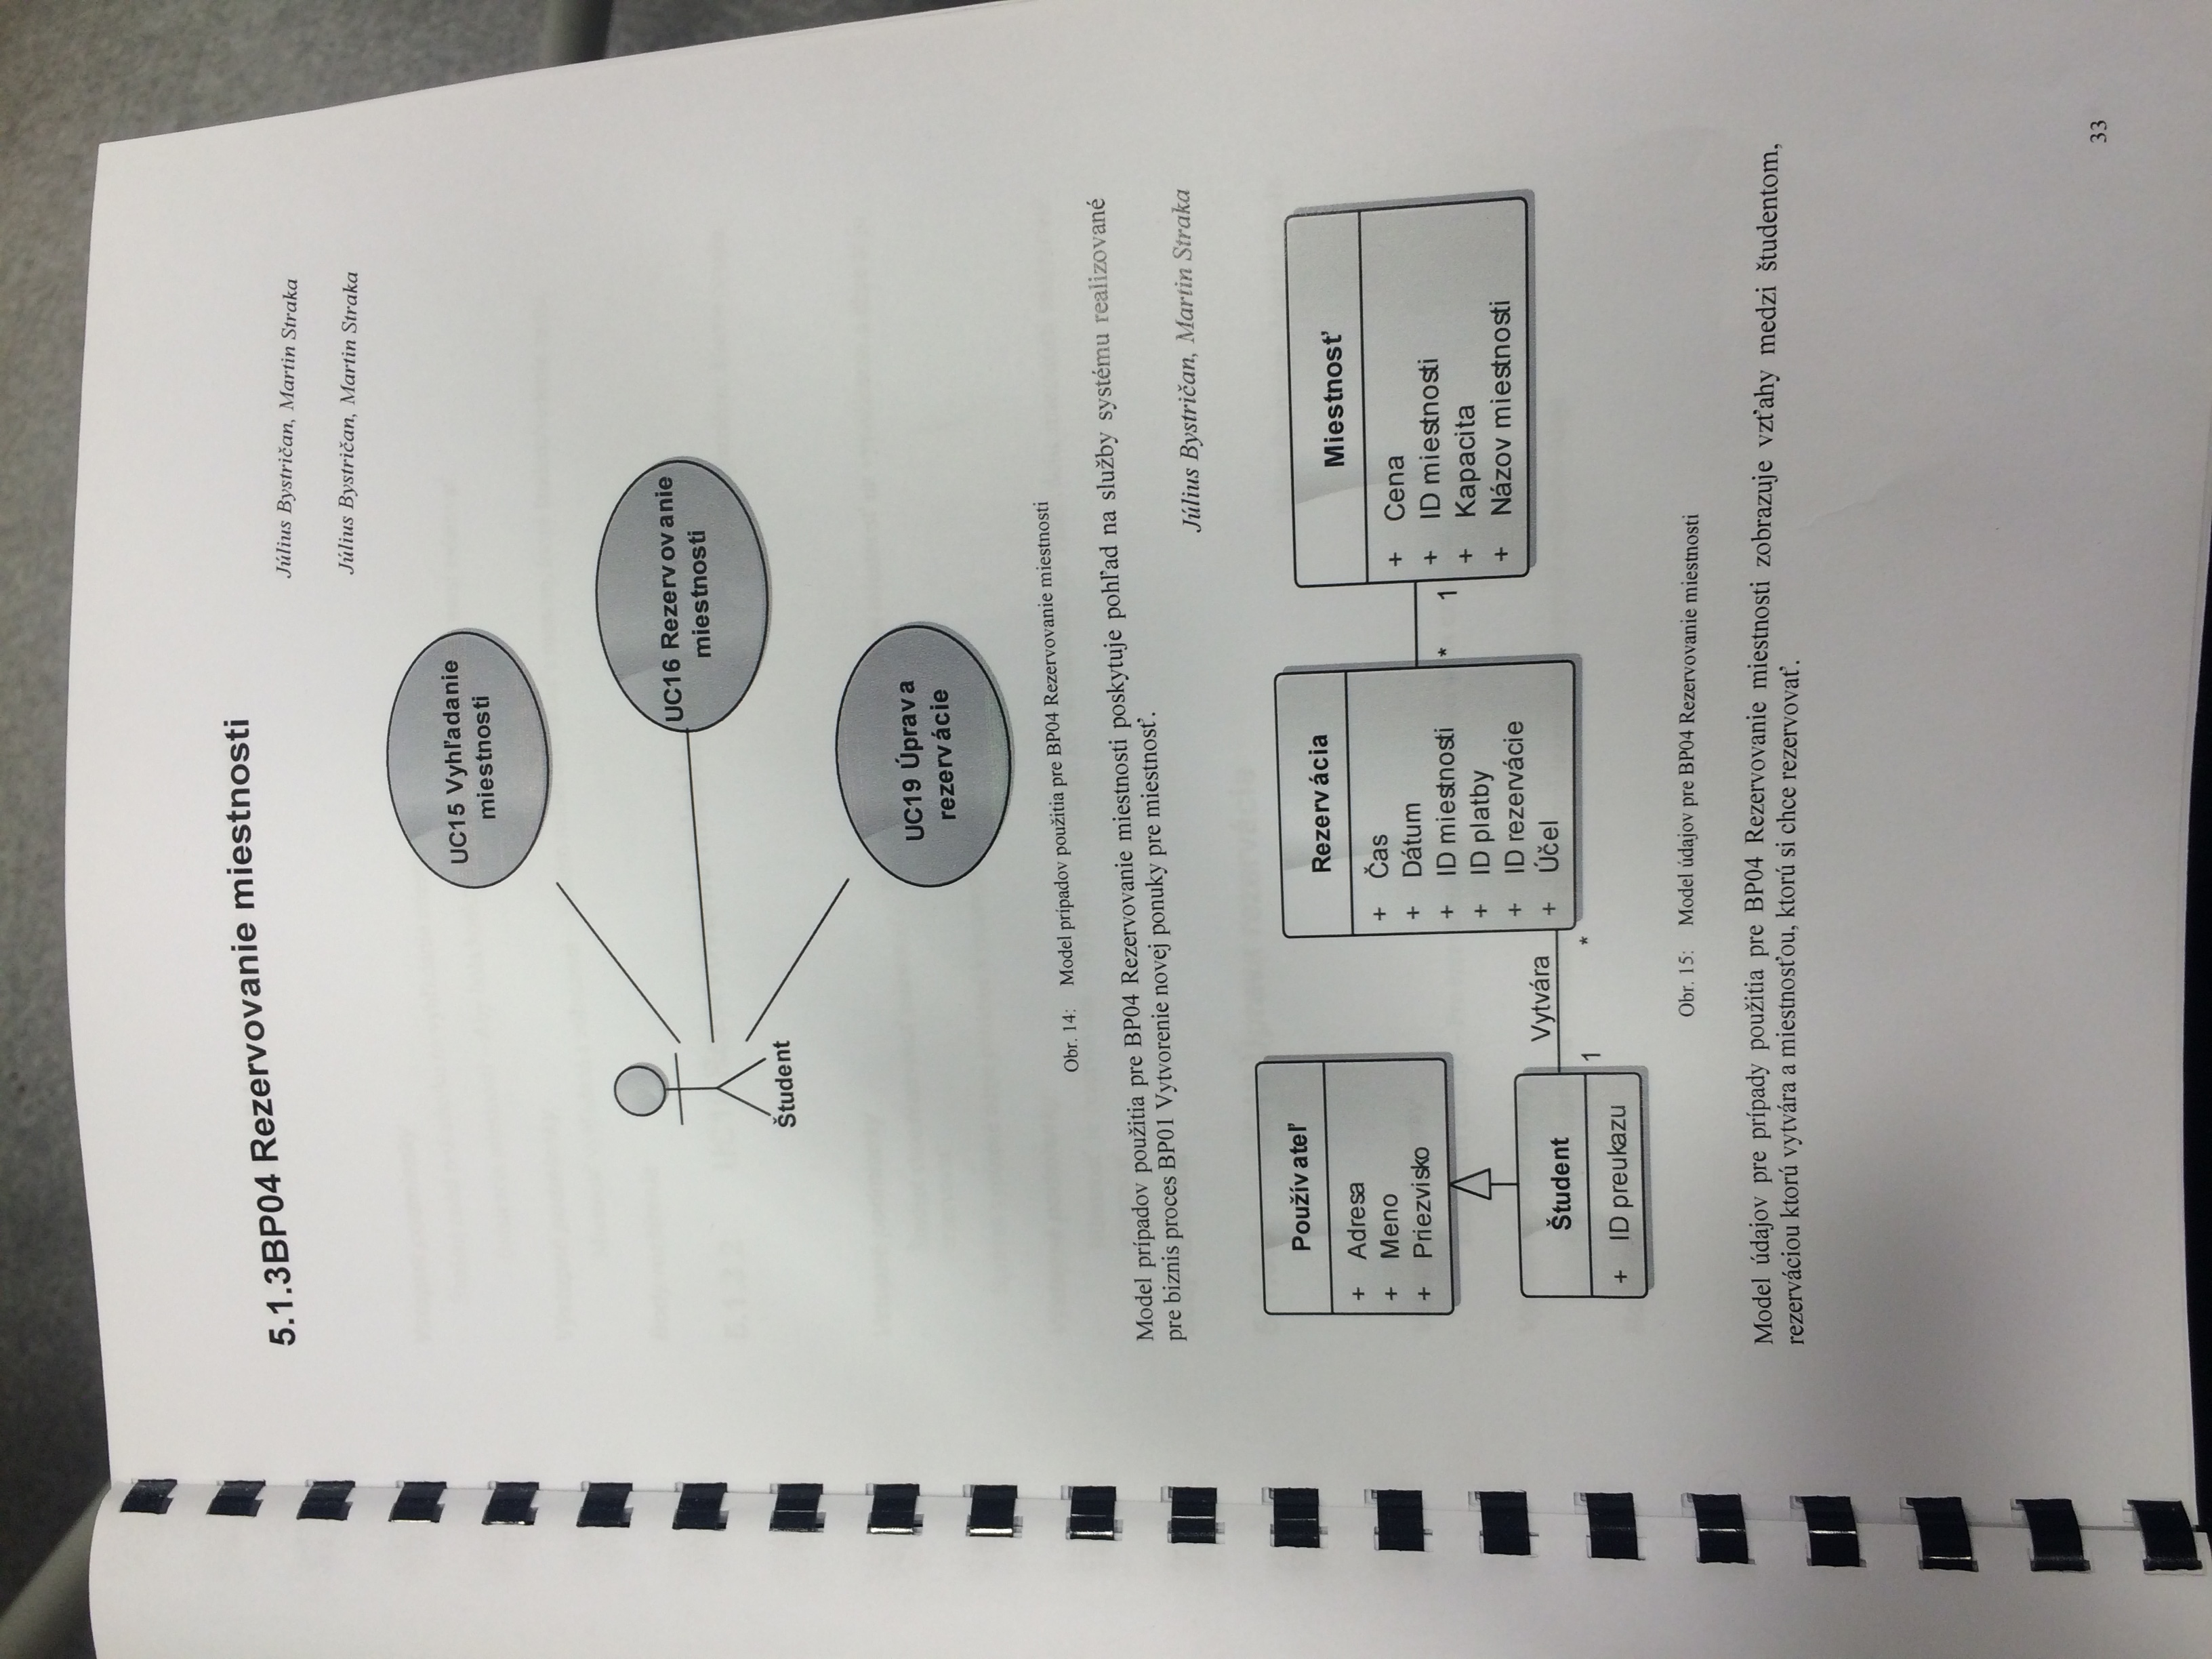 5.1.3BP04 Rezervovanie miestnosti
Július Bystričan, Martin Straka
Július Bystričan, Martin Straka
UC15 Vyhľadanie
miestnosti
UC16 Rezervovanie
miestnosti
Študent
UC19 Úprava
rezervácie
Obr. 14: Model prípadov použitia pre BP04 Rezervovanie miestnosti
Model prípadov použitia pre BP04 Rezervovanie miestnosti poskytuje pohľad na služby systému realizované
pre biznis proces BP01 Vytvorenie novej ponuky pre miestnosť.
Július Bystričan, Martin Straka
Používateľ
+ Adresa
+ Meno
+ Priezvisko
Študent
+ ID preukazu
Vytvára
1
*
Rezervácia
+ Čas
+ Dátum
+ ID miestnosti
+ ID platby
+ ID rezervácie
+ Účel
*
1
Miestnosť
+ Cena
+ ID miestnosti
+ Kapacita
+ Názov miestnosti
Obr. 15: Model údajov pre BP04 Rezervovanie miestnosti
Model údajov pre prípady použitia pre BP04 Rezervovanie miestnosti zobrazuje vzťahy medzi študentom,
rezerváciou ktorú vytvára a miestnosťou, ktorú si chce rezervovať.
33